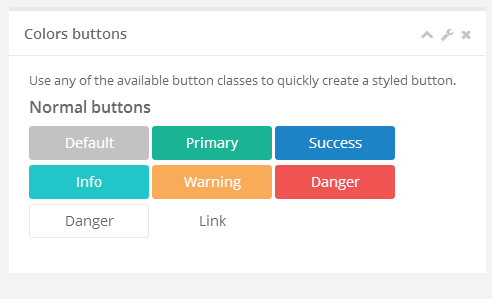 Colors buttons
Use any of the available button classes to quickly create a styled button.
Normal buttons
Default Primary Success
Info Warning Danger
Danger Link